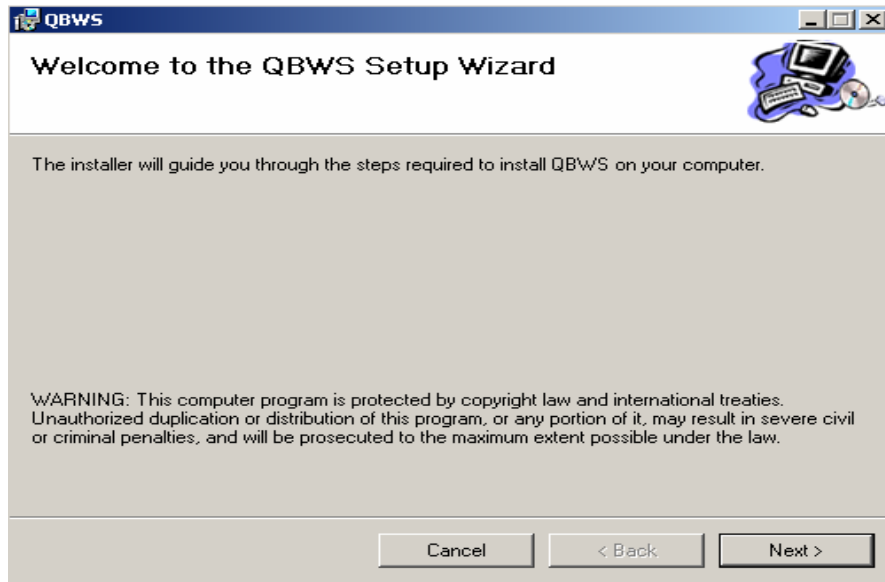 QBWS
Welcome to the QBWS Setup Wizard
The installer will guide you through the steps required to install QBWS on your computer.
WARNING: This computer program is protected by copyright law and international treaties.
Unauthorized duplication or distribution of this program, or any portion of it, may result in severe civil
or criminal penalties, and will be prosecuted to the maximum extent possible under the law.
Cancel
< Back
Next >